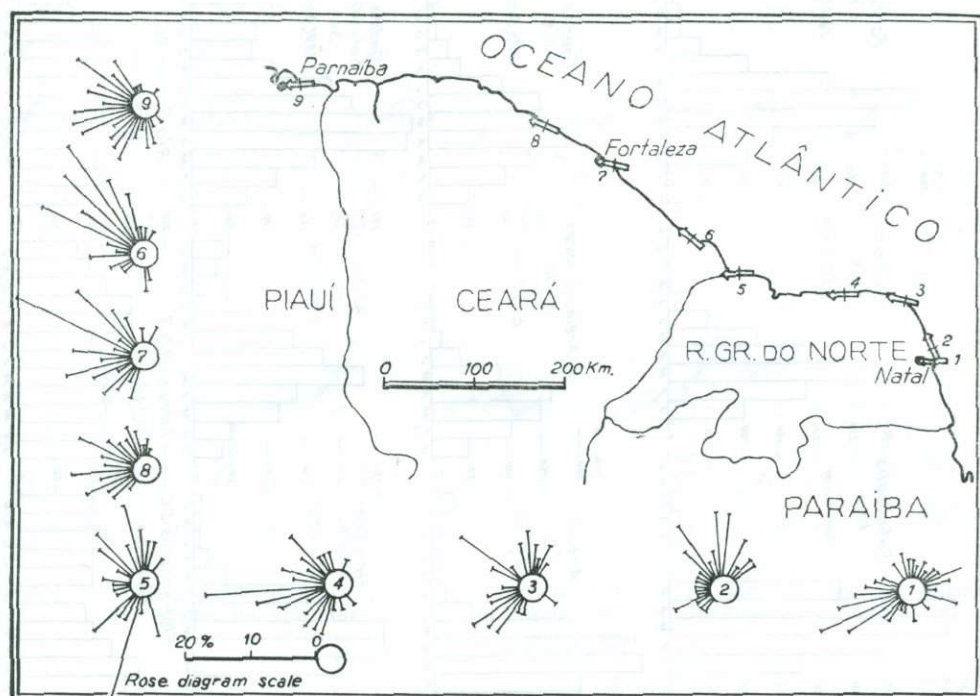 OCEANO ATLÂNTICO
Parnaíba
9
8
Fortaleza
7
6
5
4
3
2
1
Natal
PIAUÍ
CEARÁ
R.GR.DO NORTE
PARAÍBA
0 100 200 Km.
9
6
7
8
5
4
3
2
1
20 % 10 0
Rose diagram scale